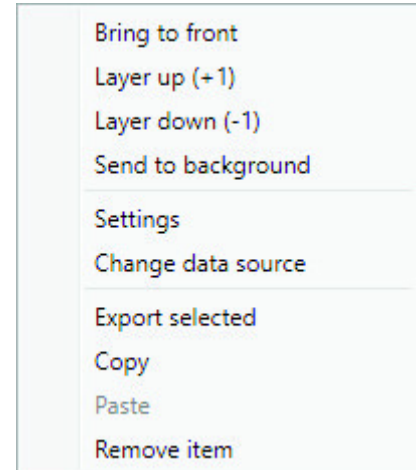 Bring to front
Layer up (+1)
Layer down (-1)
Send to background
Settings
Change data source
Export selected
Copy
Paste
Remove item